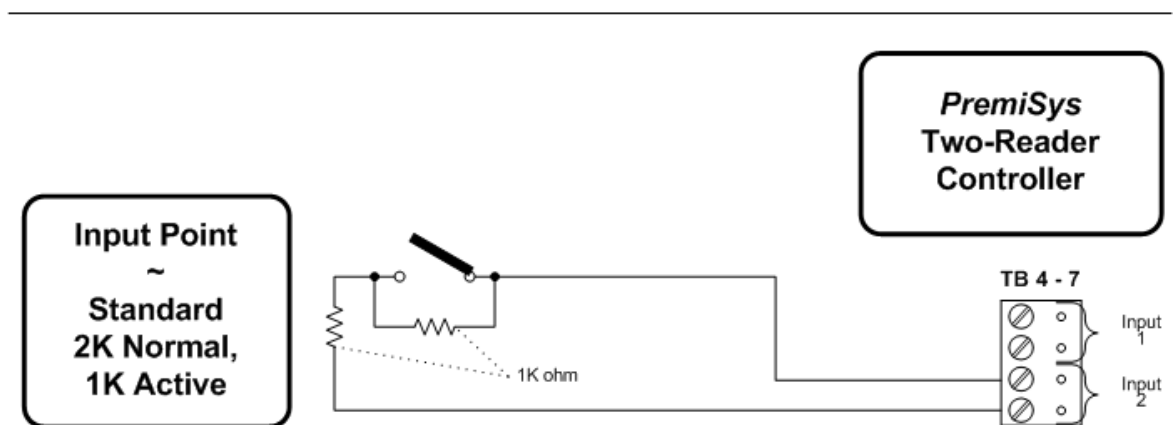 PremiSys
Two-Reader
Controller
Input Point
~
Standard
2K Normal,
1K Active
TB 4 - 7
Input
1
Input
2
1K ohm